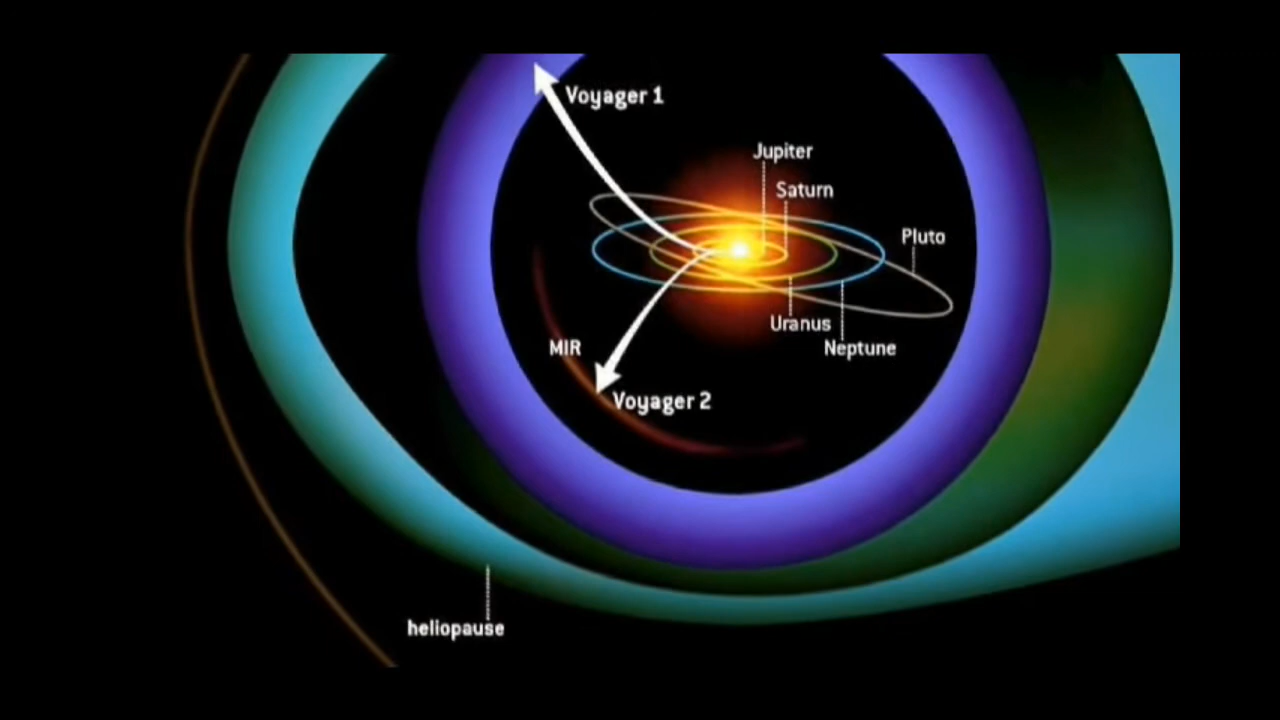 Voyager 1
Jupiter
Saturn
Pluto
Uranus
Neptune
MIR
Voyager 2
heliopause